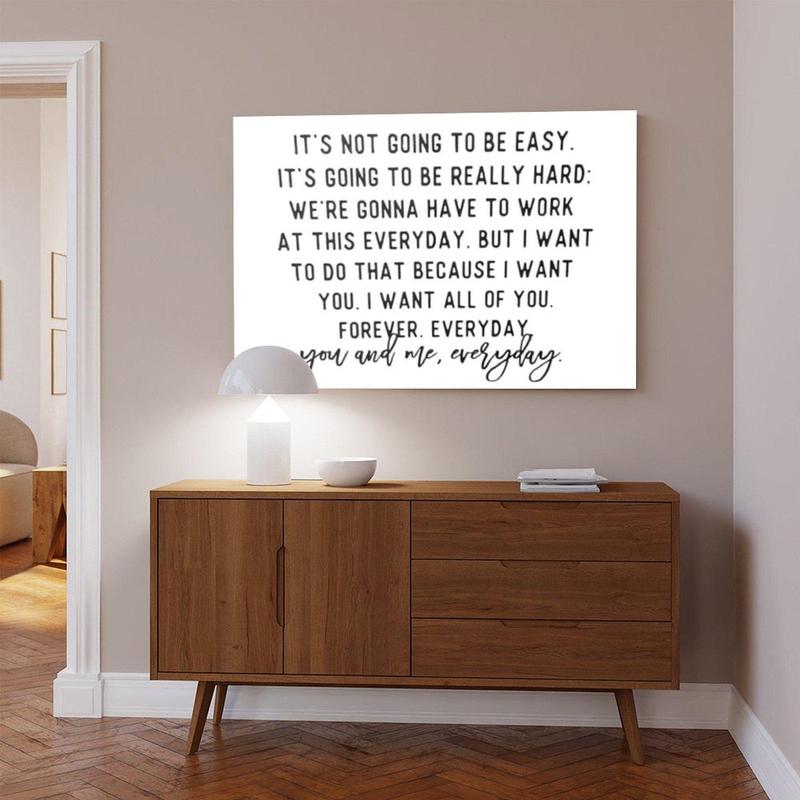 IT'S NOT GOING TO BE EASY.
IT'S GOING TO BE REALLY HARD:
WE'RE GONNA HAVE TO WORK
AT THIS EVERYDAY. BUT I WANT
TO DO THAT BECAUSE I WANT
YOU. I WANT ALL OF YOU.
FOREVER. EVERYDAY
you and me, everyday.